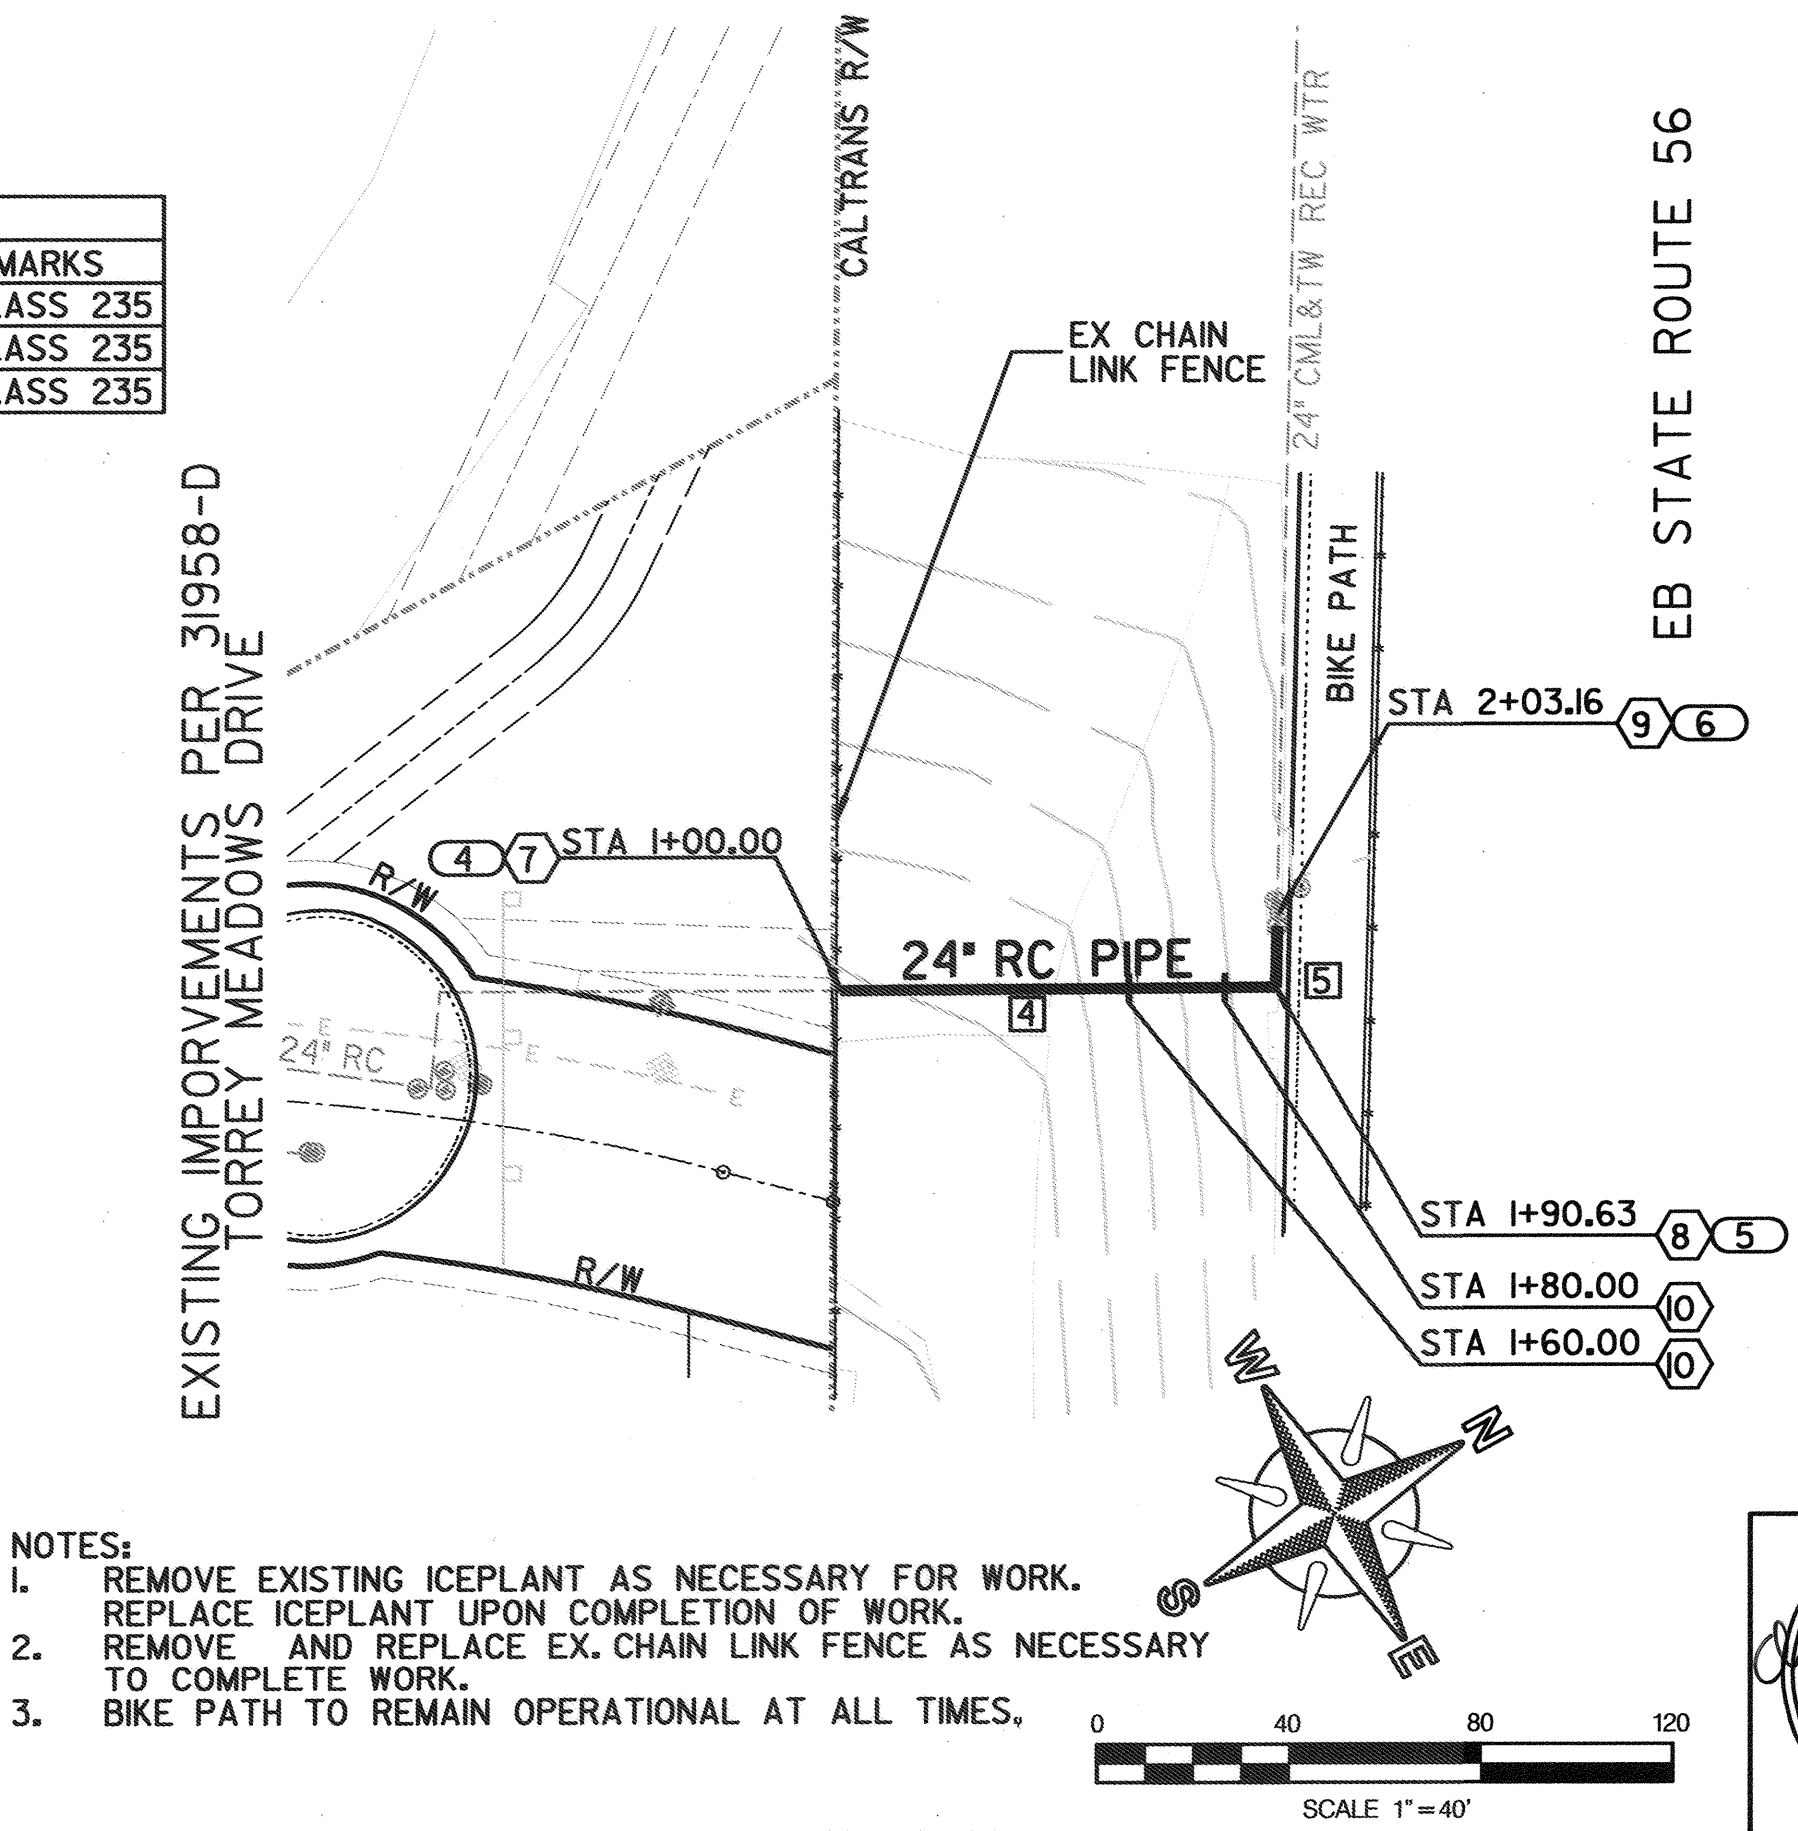 MARKS
LASS 235
LASS 235
LASS 235
EXISTING IMPORVEMENTS PER 31958-D
TORREY MEADOWS DRIVE
CALTRANS R/W
EX CHAIN
LINK FENCE
24" CML&TW REC WTR
BIKE PATH
EB STATE ROUTE 56
STA 2+03.16
9
6
4
7
STA 1+00.00
R/W
24" RC PIPE
4
5
E
24" RC
E
E
R/W
STA 1+90.63
8
5
STA 1+80.00
10
STA 1+60.00
10
W
N
S
E
NOTES:
1. REMOVE EXISTING ICEPLANT AS NECESSARY FOR WORK.
REPLACE ICEPLANT UPON COMPLETION OF WORK.
2. REMOVE AND REPLACE EX. CHAIN LINK FENCE AS NECESSARY
TO COMPLETE WORK.
3. BIKE PATH TO REMAIN OPERATIONAL AT ALL TIMES.
0 40 80 120
SCALE 1"=40'